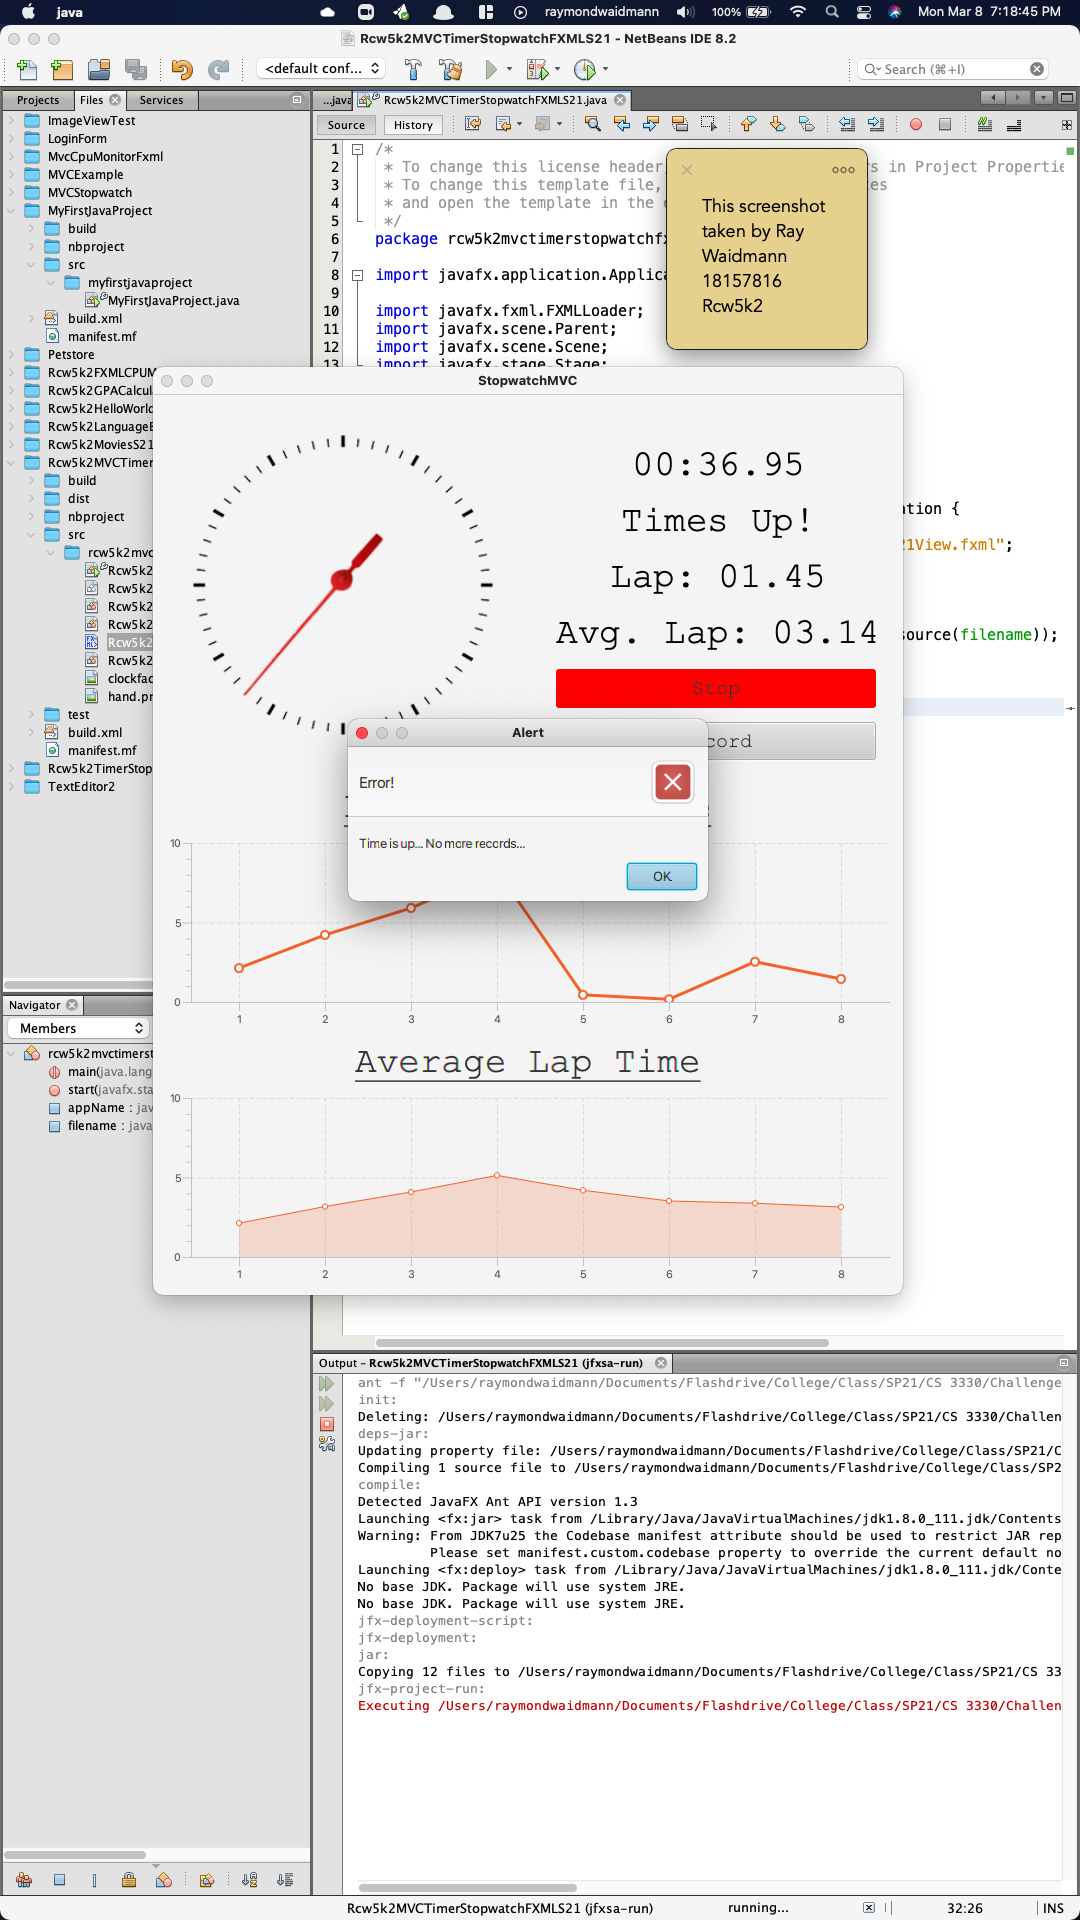 java
raymondwaidmann
100%
Mon Mar 8 7:18:45 PM
Rcw5k2MVCTimerStopwatchFXMLS21 - NetBeans IDE 8.2
<default conf...
Search (⌘+I)
Projects
Files
Services
...java
Rcw5k2MVCTimerStopwatchFXMLS21.java
Source
History
ImageViewTest
LoginForm
MvcCpuMonitorFxml
MVCExample
MVCStopwatch
MyFirstJavaProject
build
nbproject
src
myfirstjavaproject
MyFirstJavaProject.java
build.xml
manifest.mf
Petstore
Rcw5k2FXMLCPUM
Rcw5k2GPACalcul
Rcw5k2HelloWorld
Rcw5k2LanguageE
Rcw5k2MoviesS21
Rcw5k2MVCTimer
build
dist
nbproject
src
rcw5k2mvc
Rcw5k2
Rcw5k2
Rcw5k2
Rcw5k2
Rcw5k2
Rcw5k2
clockfac
hand.pr
test
build.xml
manifest.mf
Rcw5k2TimerStop
TextEditor2
1 /*
2 * To change this license header, rs in Project Propertie
3 * To change this template file, tes
4 * and open the template in the e
5 */
6 package rcw5k2mvctimerstopwatchfx
7
8 import javafx.application.Applica
9
10 import javafx.fxml.FXMLLoader;
11 import javafx.scene.Parent;
12 import javafx.scene.Scene;
13 import javafx.stage.Stage;
ation {
21View.fxml";
source(filename));
This screenshot
taken by Ray
Waidmann
18157816
Rcw5k2
StopwatchMVC
00:36.95
Times Up!
Lap: 01.45
Avg. Lap: 03.14
Stop
cord
Alert
Error!
Time is up... No more records...
OK
10
5
0
1 2 3 4 5 6 7 8
Average Lap Time
10
5
0
1 2 3 4 5 6 7 8
Navigator
Members
rcw5k2mvctimerst
main(java.lang
start(javafx.sta
appName : jav
filename : java
Output - Rcw5k2MVCTimerStopwatchFXMLS21 (jfxsa-run)
ant -f "/Users/raymondwaidmann/Documents/Flashdrive/College/Class/SP21/CS 3330/Challenge
init:
Deleting: /Users/raymondwaidmann/Documents/Flashdrive/College/Class/SP21/CS 3330/Challen
deps-jar:
Updating property file: /Users/raymondwaidmann/Documents/Flashdrive/College/Class/SP21/C
Compiling 1 source file to /Users/raymondwaidmann/Documents/Flashdrive/College/Class/SP2
compile:
Detected JavaFX Ant API version 1.3
Launching <fx:jar> task from /Library/Java/JavaVirtualMachines/jdk1.8.0_111.jdk/Contents
Warning: From JDK7u25 the Codebase manifest attribute should be used to restrict JAR rep
Please set manifest.custom.codebase property to override the current default no
Launching <fx:deploy> task from /Library/Java/JavaVirtualMachines/jdk1.8.0_111.jdk/Conte
No base JDK. Package will use system JRE.
No base JDK. Package will use system JRE.
jfx-deployment-script:
jfx-deployment:
jar:
Copying 12 files to /Users/raymondwaidmann/Documents/Flashdrive/College/Class/SP21/CS 33
jfx-project-run:
Executing /Users/raymondwaidmann/Documents/Flashdrive/College/Class/SP21/CS 3330/Challen
Rcw5k2MVCTimerStopwatchFXMLS21 (jfxsa-run)
running...
32:26
INS